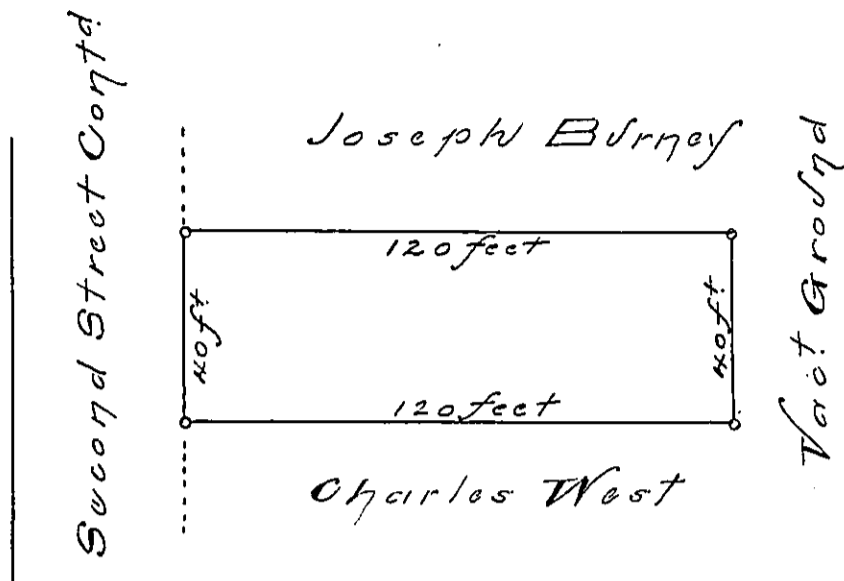 Second Street Cont'd
Joseph Burney
120 feet
40 ft.
40 ft.
120 feet
Charles West
Vac't. Ground